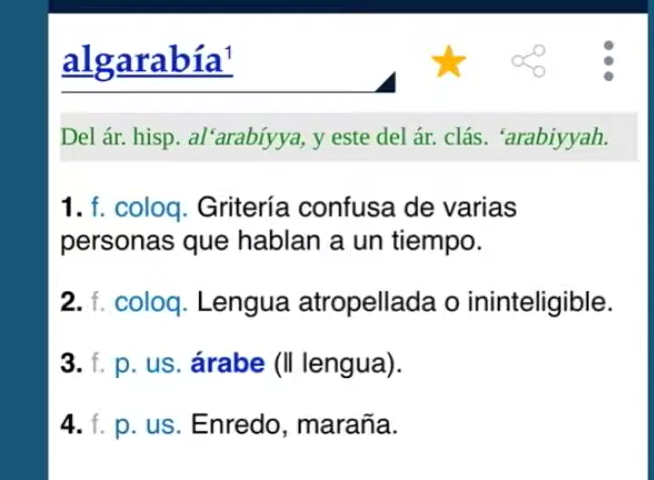 algarabía¹
Del ár. hisp. al‘arabíyya, y este del ár. clás. ‘arabiyyah.
1. f. coloq. Gritería confusa de varias
personas que hablan a un tiempo.
2. f. coloq. Lengua atropellada o ininteligible.
3. f. p. us. árabe (ǁ lengua).
4. f. p. us. Enredo, maraña.